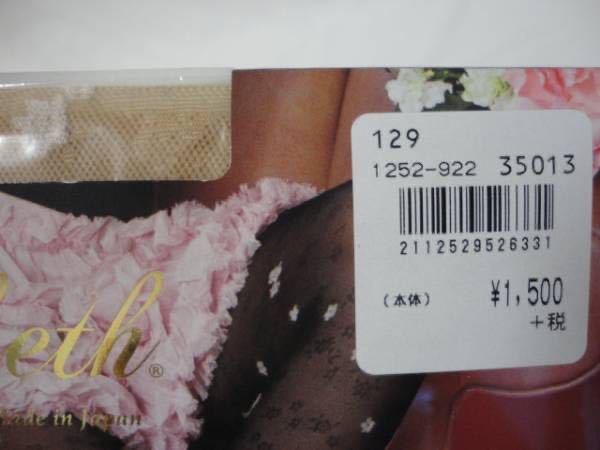 129
1252-922 35013
2112529526331
(本体) ¥1,500
+税
eth®
Made in Japan